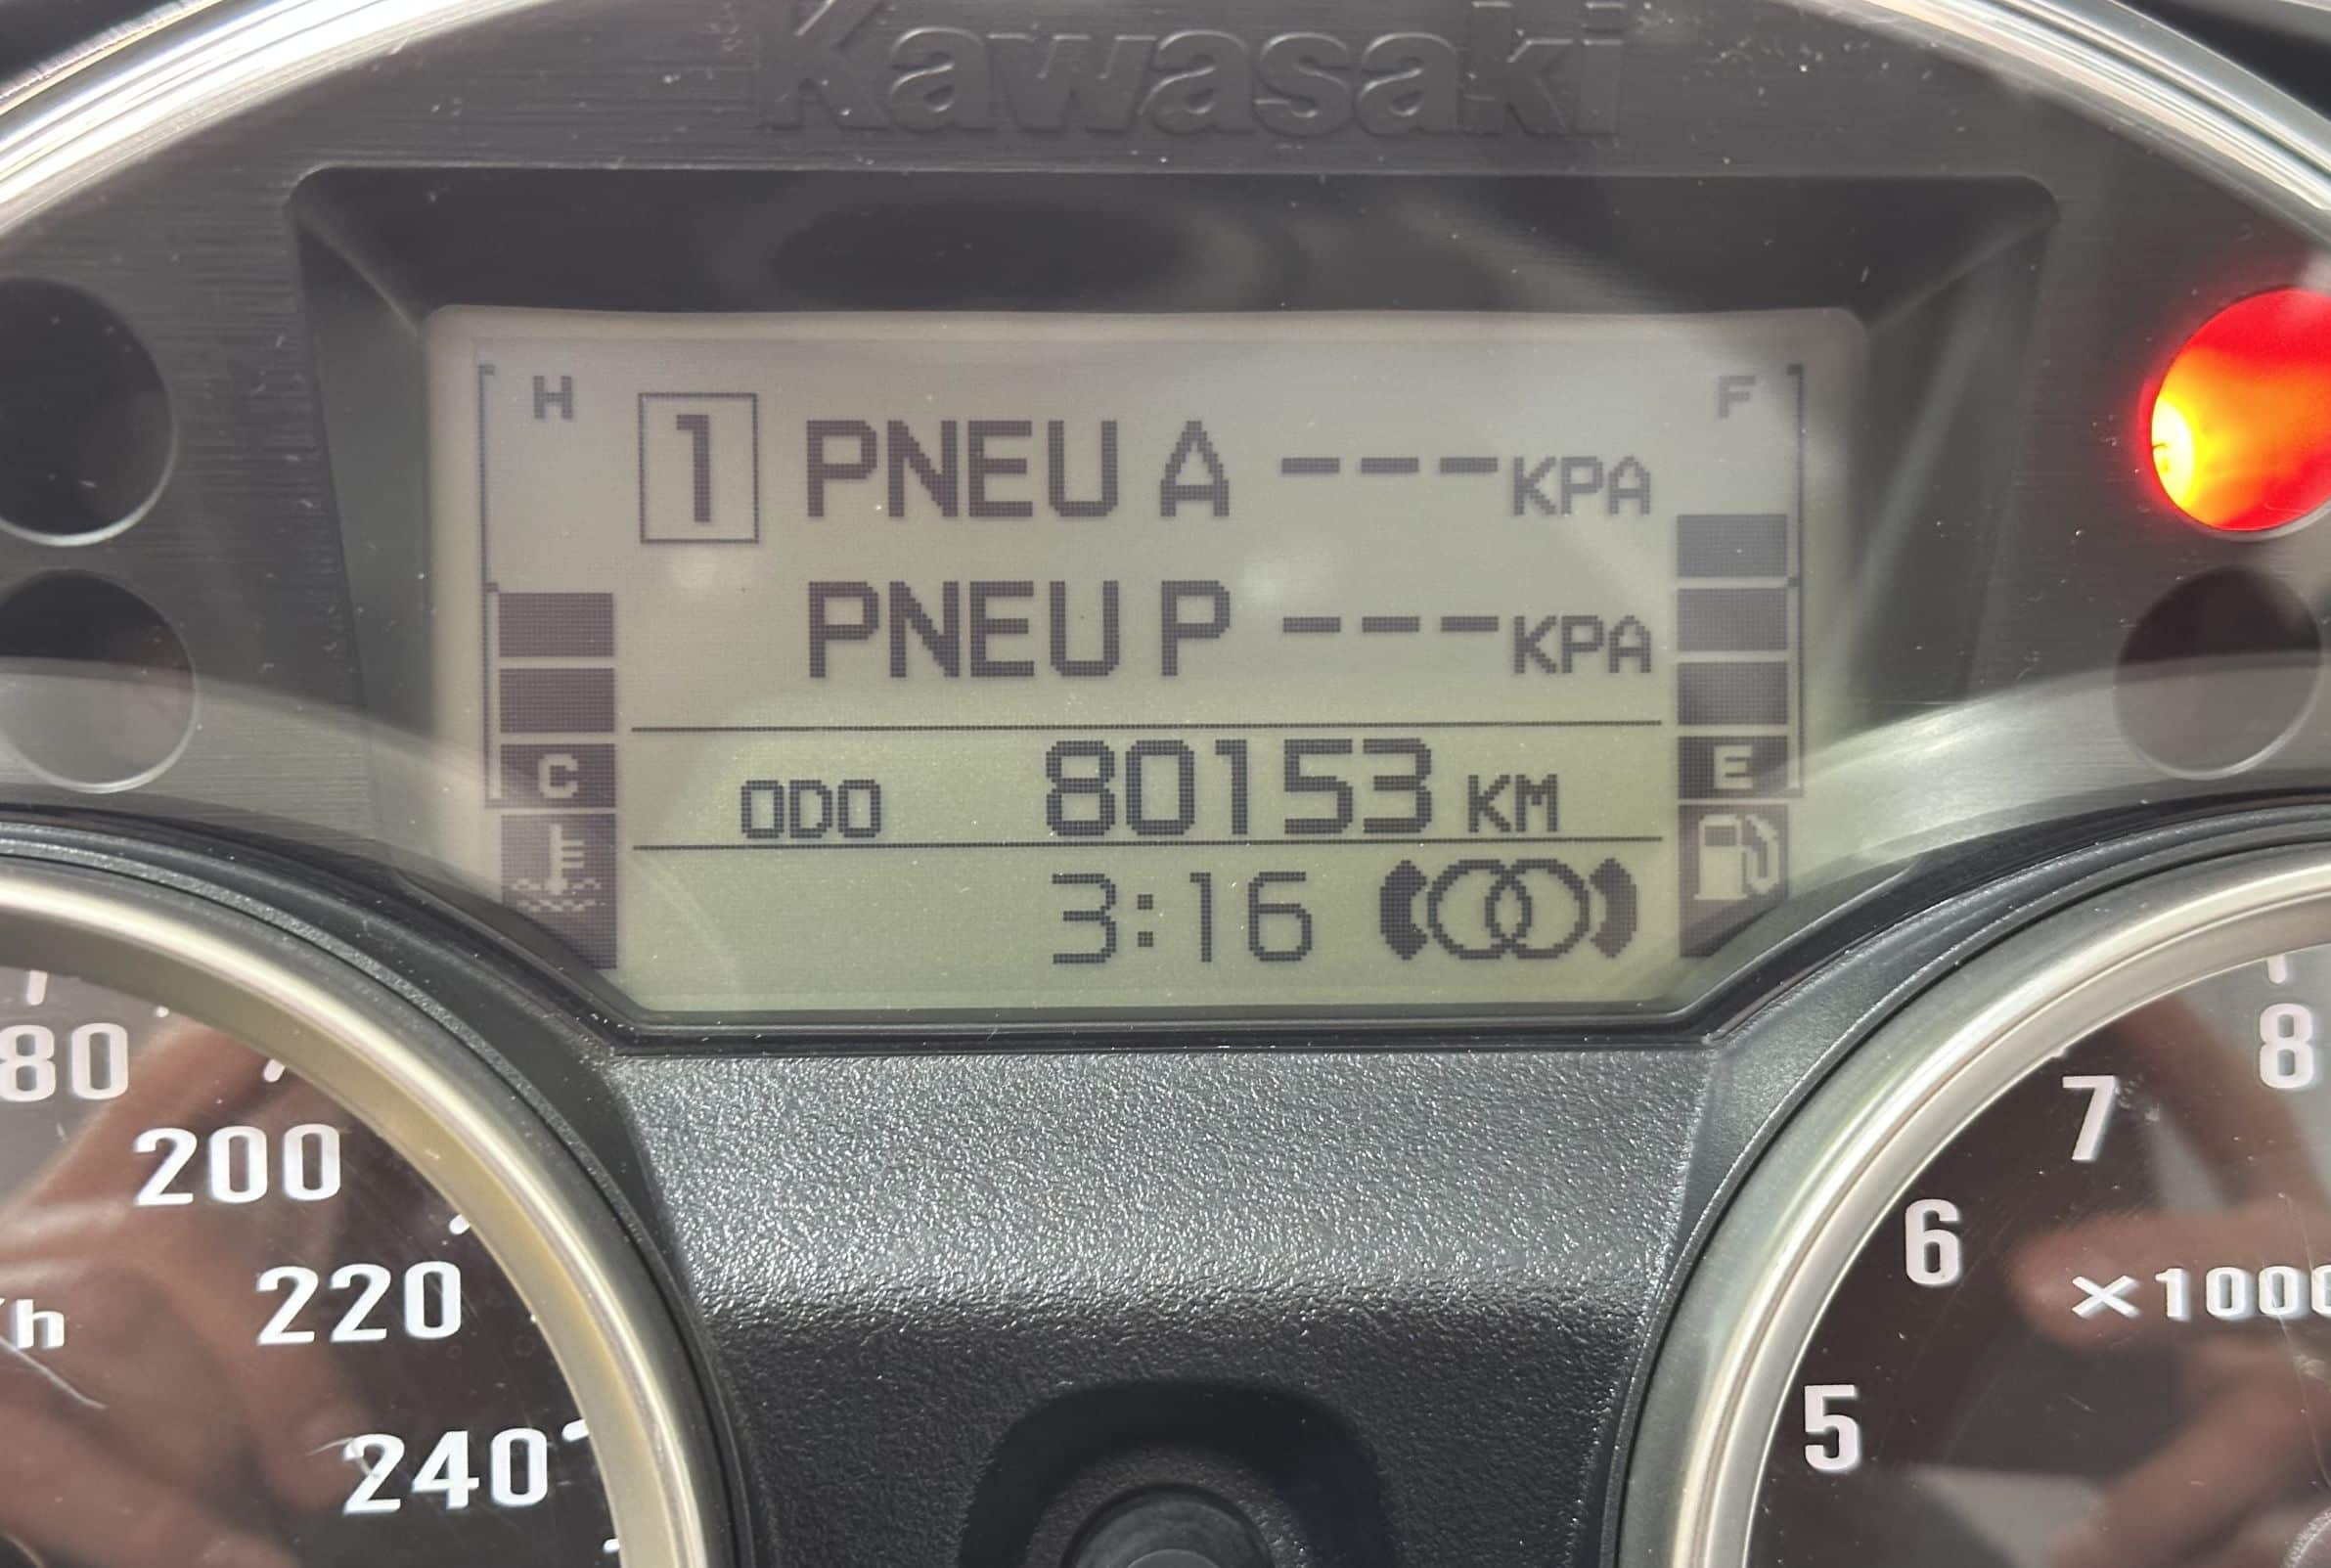 Kawasaki
H
F
1 PNEU A ---KPA
PNEU P ---KPA
C
E
ODO 80153 KM
3:16
80
200
220
240
h
8
7
6
5
×1000